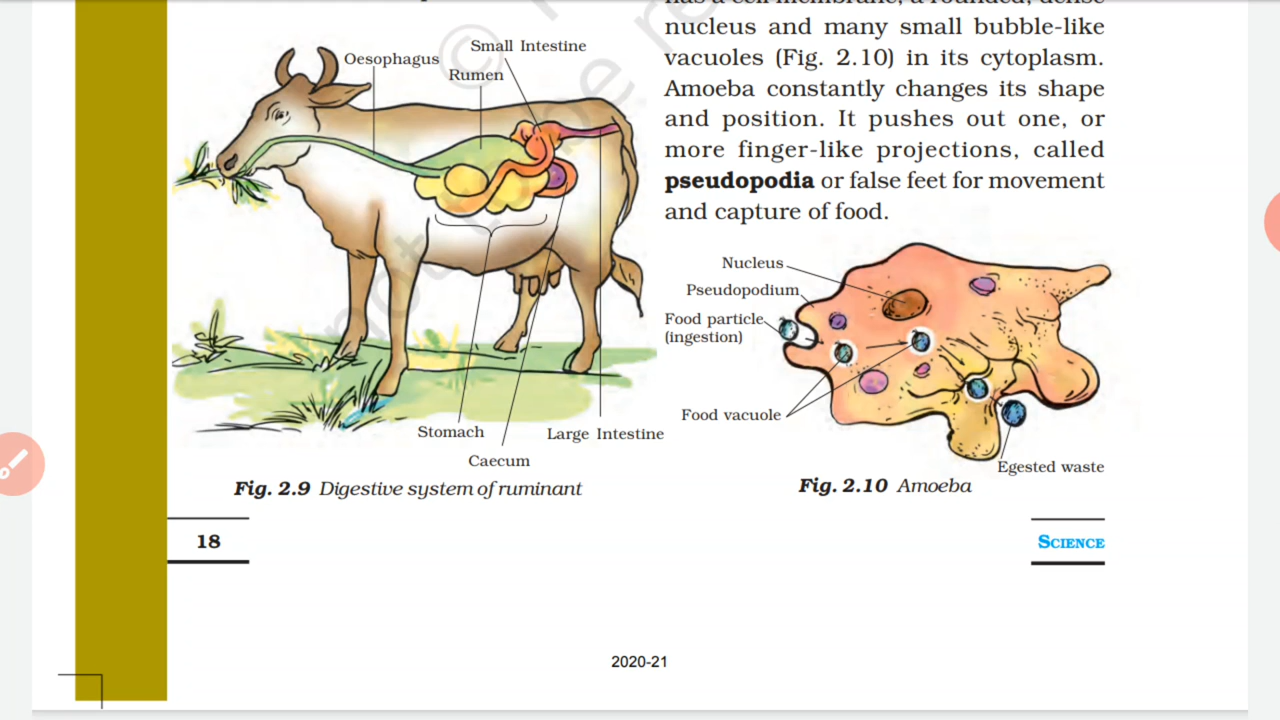 Small Intestine
Oesophagus
Rumen
Stomach
Large Intestine
Caecum
Fig. 2.9 Digestive system of ruminant
18
nucleus and many small bubble-like
vacuoles (Fig. 2.10) in its cytoplasm.
Amoeba constantly changes its shape
and position. It pushes out one, or
more finger-like projections, called
pseudopodia or false feet for movement
and capture of food.
Nucleus
Pseudopodium
Food particle
(ingestion)
Food vacuole
Egested waste
Fig. 2.10 Amoeba
SCIENCE
2020-21